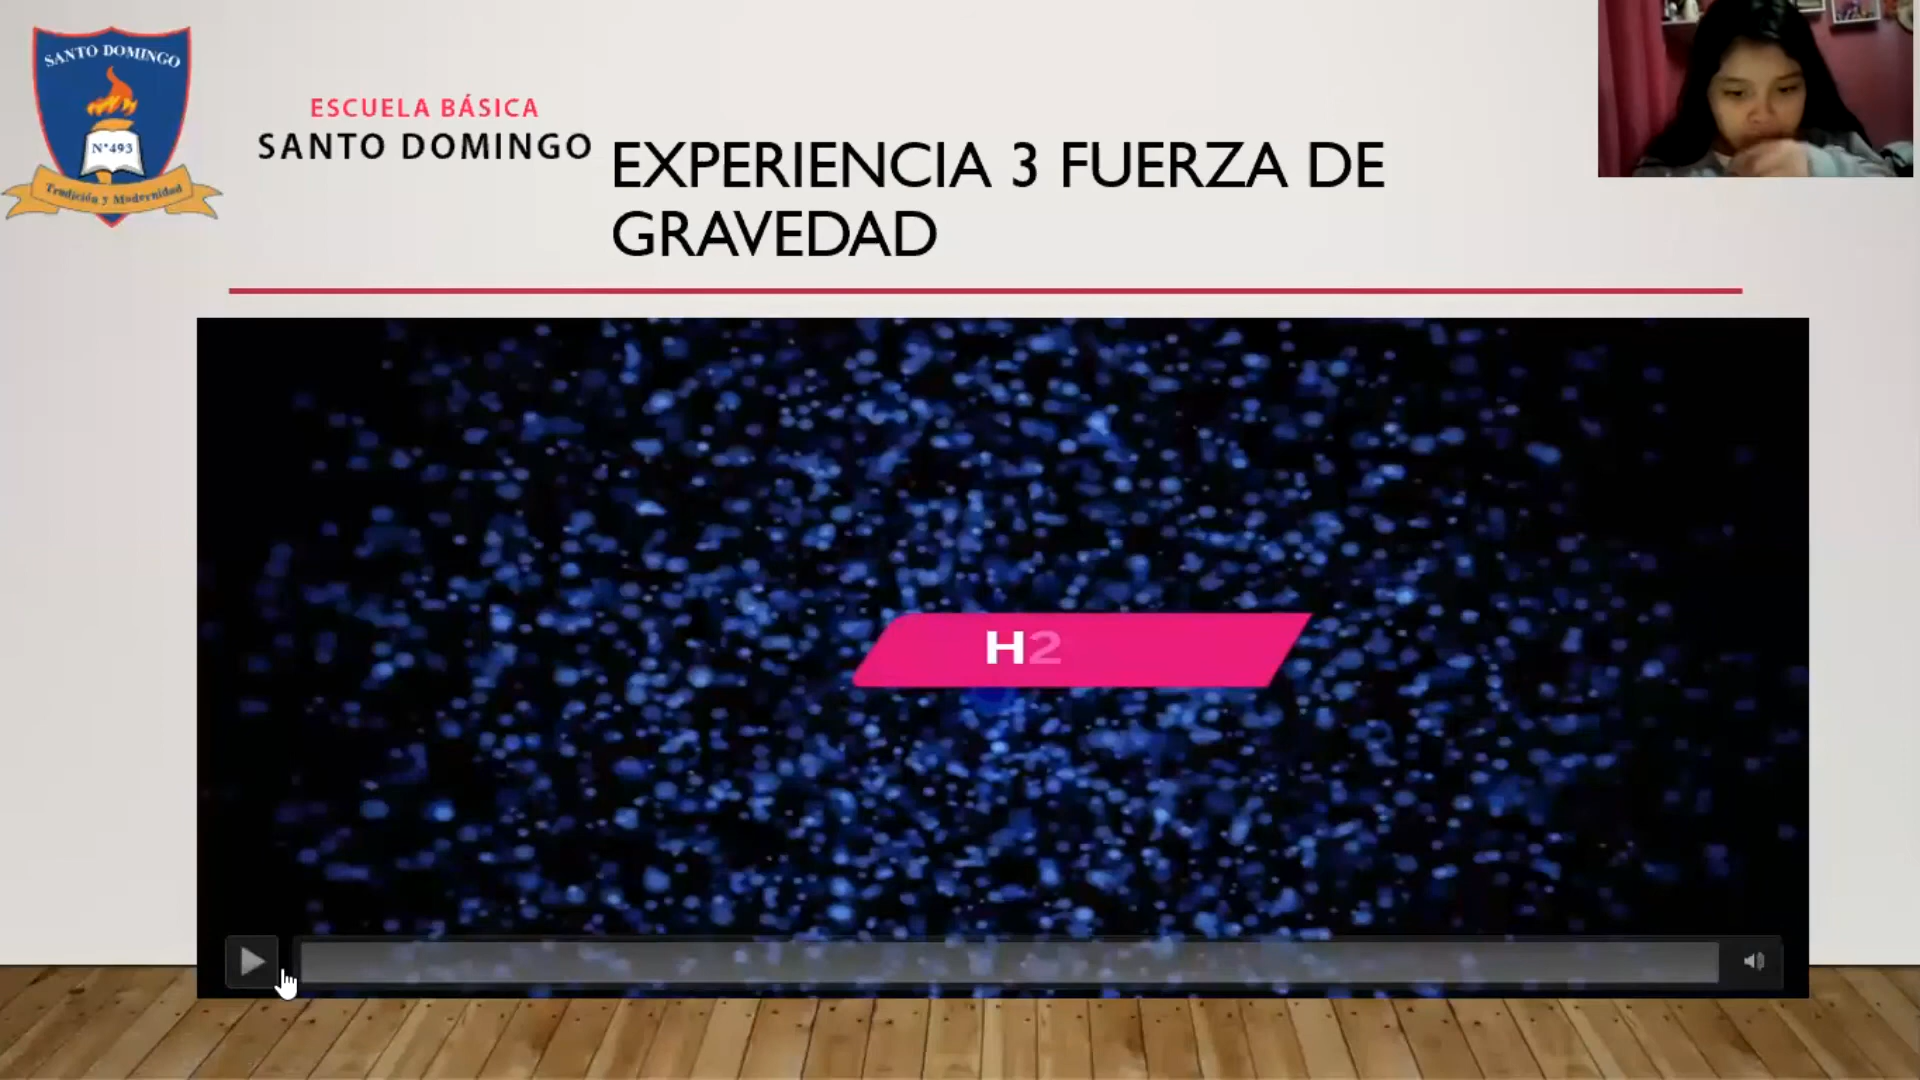 SANTO DOMINGO
N°493
Tradición y Modernidad
ESCUELA BÁSICA
SANTO DOMINGO
EXPERIENCIA 3 FUERZA DE
GRAVEDAD
H2